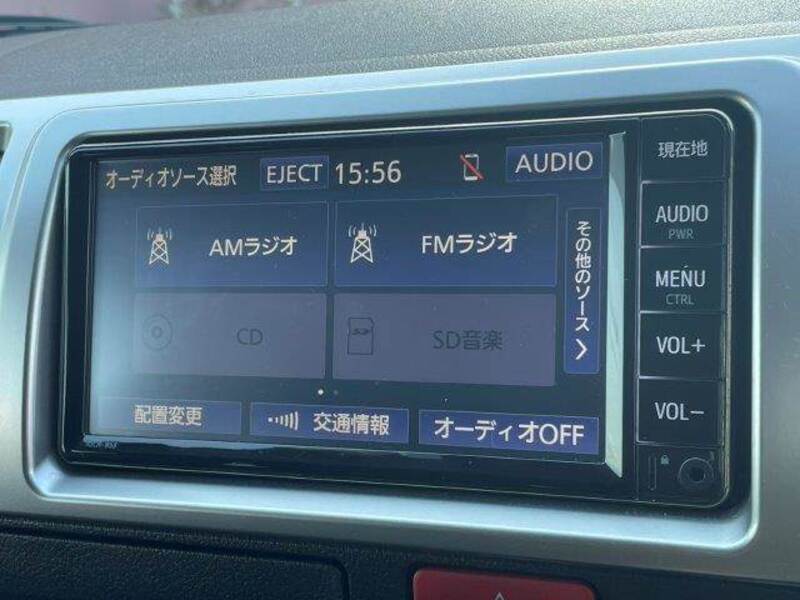 オーディオソース選択 EJECT 15:56 AUDIO
AMラジオ
FMラジオ
その他のソース
CD
SD音楽
配置変更
交通情報
オーディオOFF
現在地
AUDIO
PWR
MENU
CTRL
VOL+
VOL-